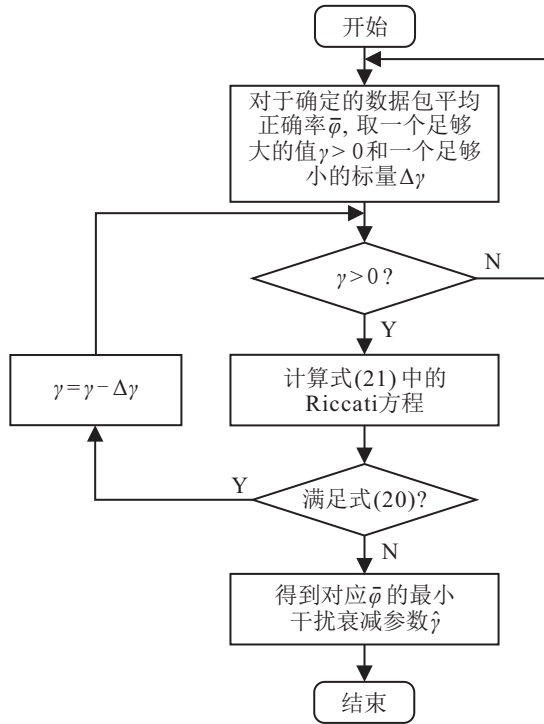 开始
对于确定的数据包平均
正确率φ̄, 取一个足够
大的值γ > 0和一个足够
小的标量Δγ
γ > 0 ?
N
Y
γ = γ − Δγ
计算式(21) 中的
Riccati方程
Y
满足式(20)?
N
得到对应φ̄ 的最小
干扰衰减参数γ̂
结束